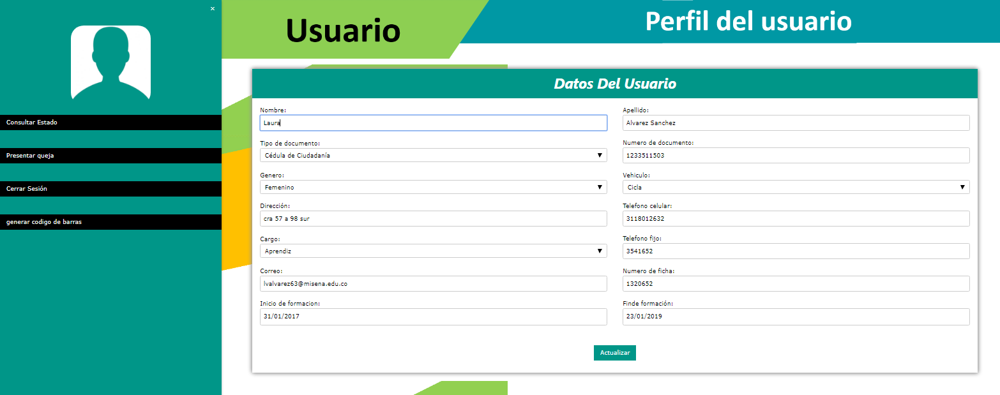 ×
Usuario
Perfil del usuario
Consultar Estado
Presentar queja
Cerrar Sesión
generar codigo de barras
Datos Del Usuario
Nombre:
Laura
Apellido:
Alvarez Sanchez
Tipo de documento:
Cédula de Ciudadanía
Numero de documento:
1233511503
Genero:
Femenino
Vehiculo:
Cicla
Dirección:
cra 57 a 98 sur
Telefono celular:
3118012632
Cargo:
Aprendiz
Telefono fijo:
3541652
Correo:
lvalvarez63@misena.edu.co
Numero de ficha:
1320652
Inicio de formacion:
31/01/2017
Finde formación:
23/01/2019
Actualizar